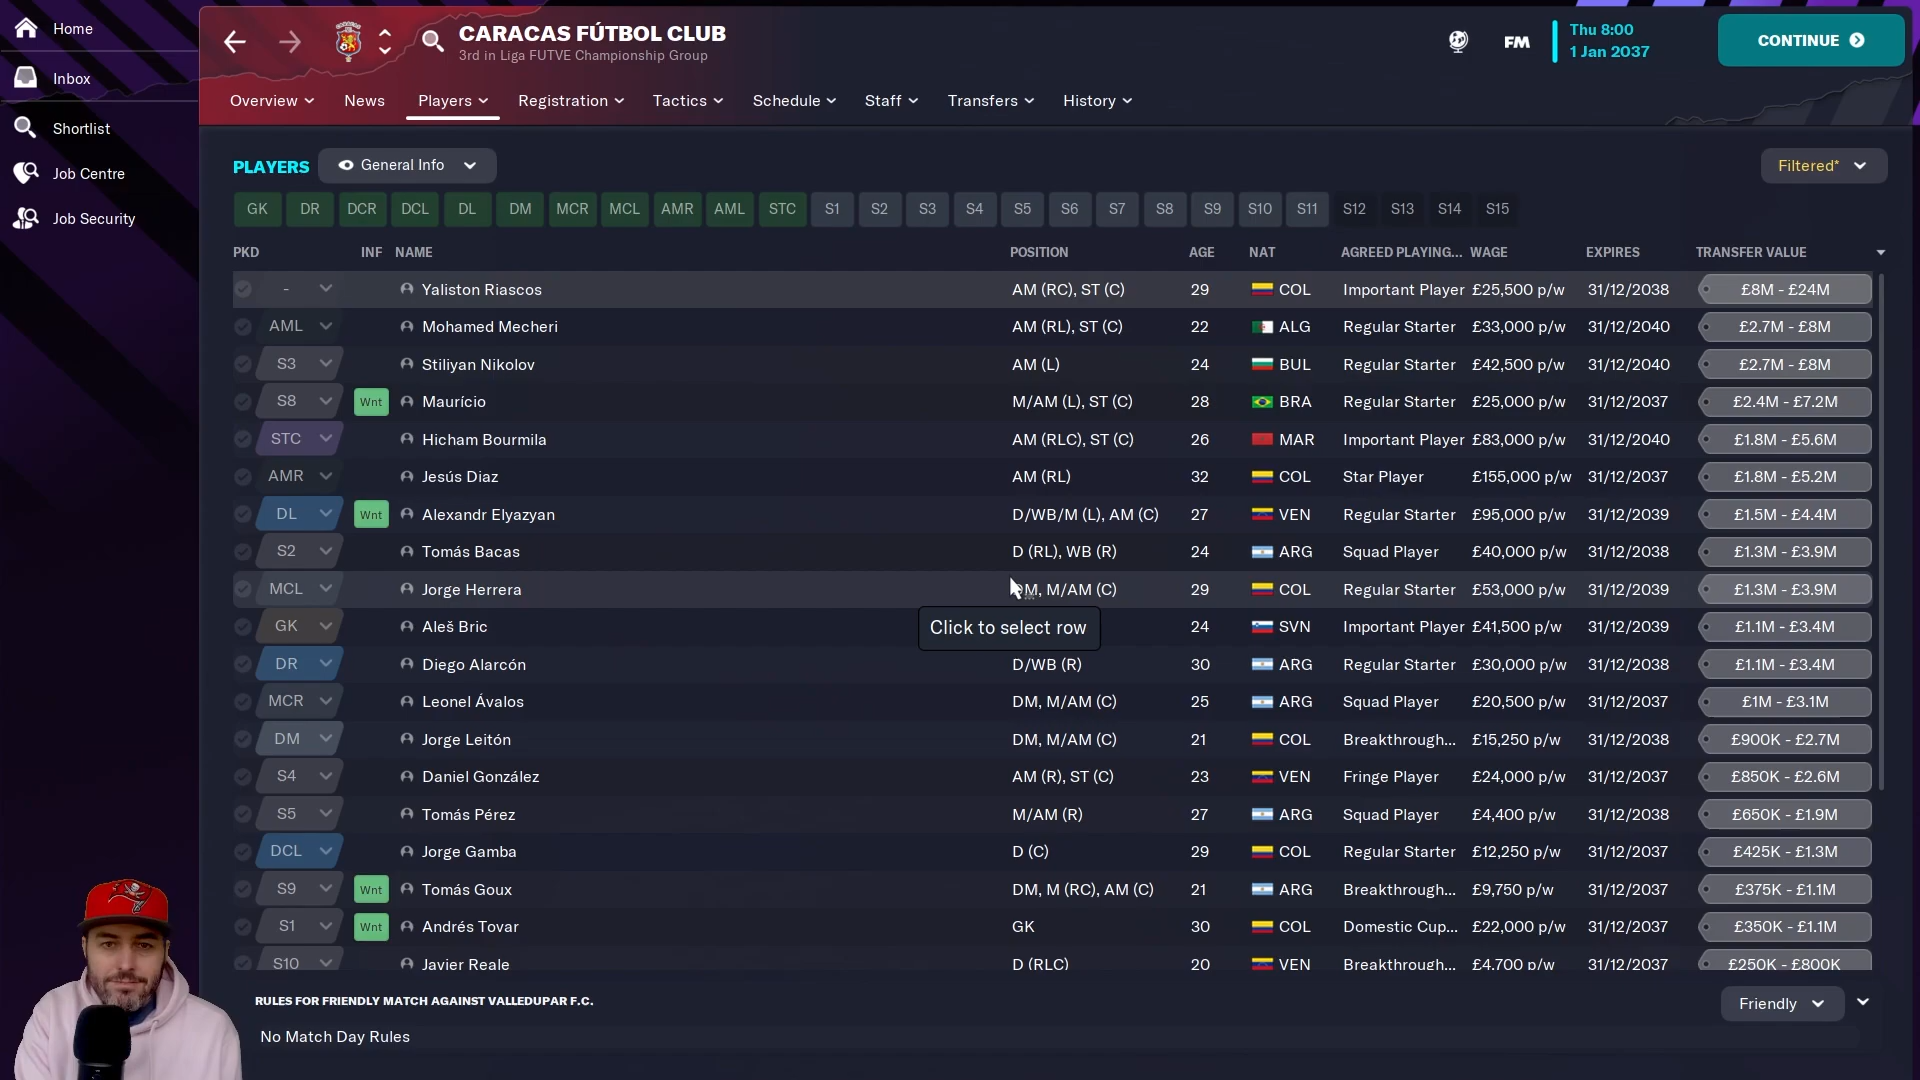 Home
Inbox
Shortlist
Job Centre
Job Security
CARACAS FÚTBOL CLUB
3rd in Liga FUTVE Championship Group
FM
Thu 8:00
1 Jan 2037
CONTINUE
Overview News Players Registration Tactics Schedule Staff Transfers History
PLAYERS General Info Filtered*
GK DR DCR DCL DL DM MCR MCL AMR AML STC S1 S2 S3 S4 S5 S6 S7 S8 S9 S10 S11 S12 S13 S14 S15
PKD INF NAME POSITION AGE NAT AGREED PLAYING... WAGE EXPIRES TRANSFER VALUE
- Yaliston Riascos AM (RC), ST (C) 29 COL Important Player £25,500 p/w 31/12/2038 £8M - £24M
AML Mohamed Mecheri AM (RL), ST (C) 22 ALG Regular Starter £33,000 p/w 31/12/2040 £2.7M - £8M
S3 Stiliyan Nikolov AM (L) 24 BUL Regular Starter £42,500 p/w 31/12/2040 £2.7M - £8M
S8 Wnt Maurício M/AM (L), ST (C) 28 BRA Regular Starter £25,000 p/w 31/12/2037 £2.4M - £7.2M
STC Hicham Bourmila AM (RLC), ST (C) 26 MAR Important Player £83,000 p/w 31/12/2040 £1.8M - £5.6M
AMR Jesús Diaz AM (RL) 32 COL Star Player £155,000 p/w 31/12/2037 £1.8M - £5.2M
DL Wnt Alexandr Elyazyan D/WB/M (L), AM (C) 27 VEN Regular Starter £95,000 p/w 31/12/2039 £1.5M - £4.4M
S2 Tomás Bacas D (RL), WB (R) 24 ARG Squad Player £40,000 p/w 31/12/2038 £1.3M - £3.9M
MCL Jorge Herrera DM, M/AM (C) 29 COL Regular Starter £53,000 p/w 31/12/2039 £1.3M - £3.9M
GK Aleš Bric 24 SVN Important Player £41,500 p/w 31/12/2039 £1.1M - £3.4M
Click to select row
DR Diego Alarcón D/WB (R) 30 ARG Regular Starter £30,000 p/w 31/12/2038 £1.1M - £3.4M
MCR Leonel Ávalos DM, M/AM (C) 25 ARG Squad Player £20,500 p/w 31/12/2037 £1M - £3.1M
DM Jorge Leitón DM, M/AM (C) 21 COL Breakthrough... £15,250 p/w 31/12/2038 £900K - £2.7M
S4 Daniel González AM (R), ST (C) 23 VEN Fringe Player £24,000 p/w 31/12/2037 £850K - £2.6M
S5 Tomás Pérez M/AM (R) 27 ARG Squad Player £4,400 p/w 31/12/2038 £650K - £1.9M
DCL Jorge Gamba D (C) 29 COL Regular Starter £12,250 p/w 31/12/2037 £425K - £1.3M
S9 Wnt Tomás Goux DM, M (RC), AM (C) 21 ARG Breakthrough... £9,750 p/w 31/12/2037 £375K - £1.1M
S1 Wnt Andrés Tovar GK 30 COL Domestic Cup... £22,000 p/w 31/12/2037 £350K - £1.1M
S10 Javier Reale D (RLC) 20 VEN Breakthrough... £4,700 p/w 31/12/2037 £250K - £800K
RULES FOR FRIENDLY MATCH AGAINST VALLEDUPAR F.C.
Friendly
No Match Day Rules